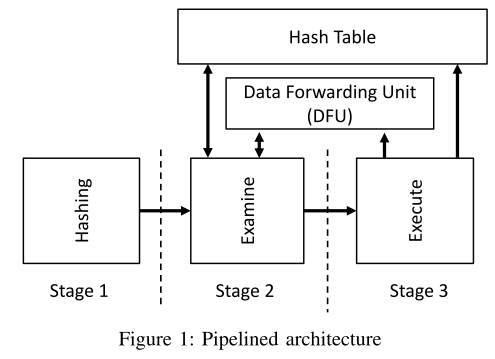 Hash Table
Data Forwarding Unit
(DFU)
Hashing
Examine
Execute
Stage 1
Stage 2
Stage 3
Figure 1: Pipelined architecture